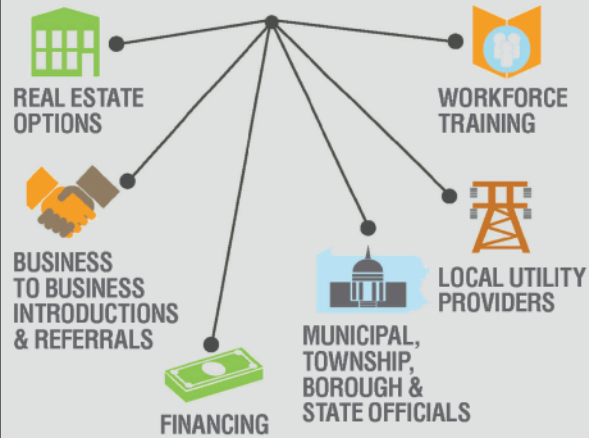 REAL ESTATE
OPTIONS
WORKFORCE
TRAINING
BUSINESS
TO BUSINESS
INTRODUCTIONS
& REFERRALS
LOCAL UTILITY
PROVIDERS
MUNICIPAL,
TOWNSHIP,
BOROUGH &
STATE OFFICIALS
FINANCING